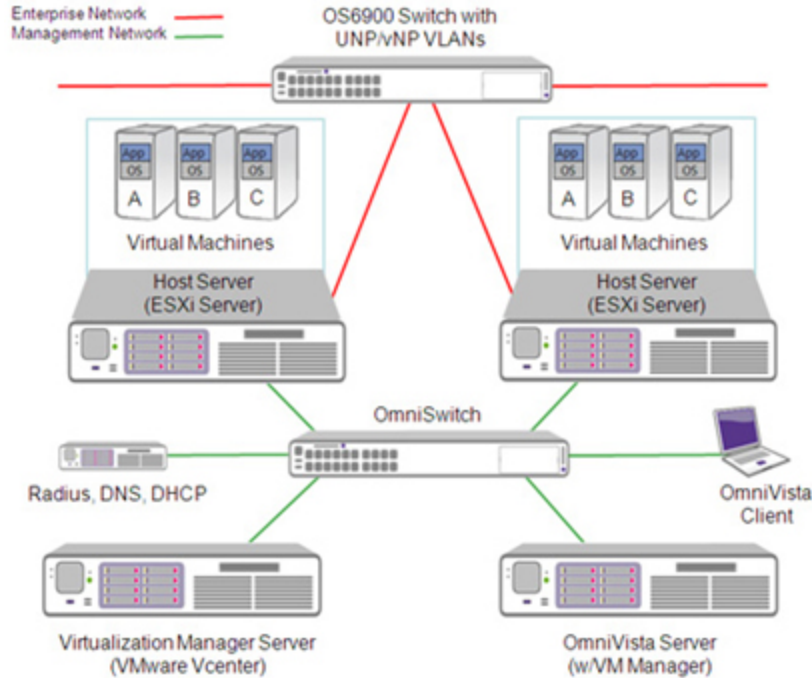 Enterprise Network
Management Network
OS6900 Switch with
UNP/vNP VLANs
App
OS
A
App
OS
B
App
OS
C
Virtual Machines
Host Server
(ESXi Server)
App
OS
A
App
OS
B
App
OS
C
Virtual Machines
Host Server
(ESXi Server)
OmniSwitch
Radius, DNS, DHCP
OmniVista
Client
Virtualization Manager Server
(VMware Vcenter)
OmniVista Server
(w/VM Manager)